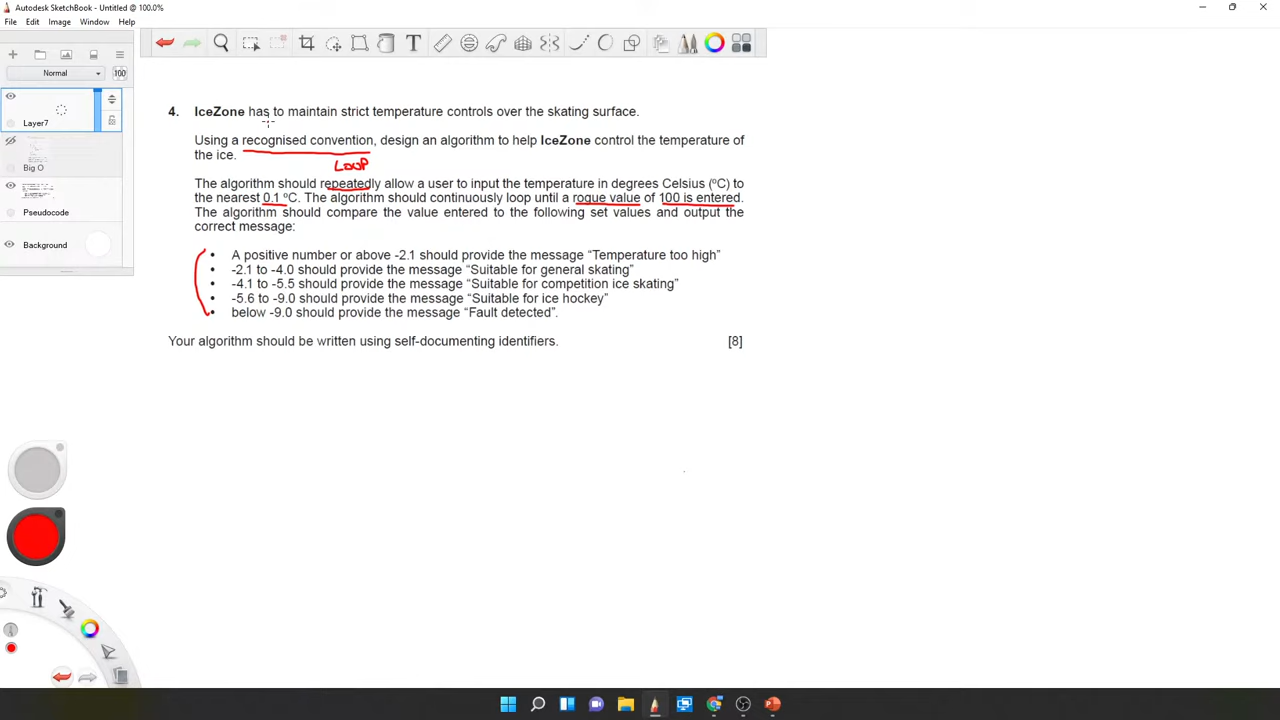 Autodesk SketchBook - Untitled @ 100.0%
File Edit Image Window Help
Normal 100
Layer7
Big O
Pseudocode
Background
4. IceZone has to maintain strict temperature controls over the skating surface.
Using a recognised convention, design an algorithm to help IceZone control the temperature of
the ice.
LOOP
The algorithm should repeatedly allow a user to input the temperature in degrees Celsius (ºC) to
the nearest 0.1 ºC. The algorithm should continuously loop until a rogue value of 100 is entered.
The algorithm should compare the value entered to the following set values and output the
correct message:
• A positive number or above -2.1 should provide the message “Temperature too high”
• -2.1 to -4.0 should provide the message “Suitable for general skating”
• -4.1 to -5.5 should provide the message “Suitable for competition ice skating”
• -5.6 to -9.0 should provide the message “Suitable for ice hockey”
• below -9.0 should provide the message “Fault detected”.
Your algorithm should be written using self-documenting identifiers. [8]